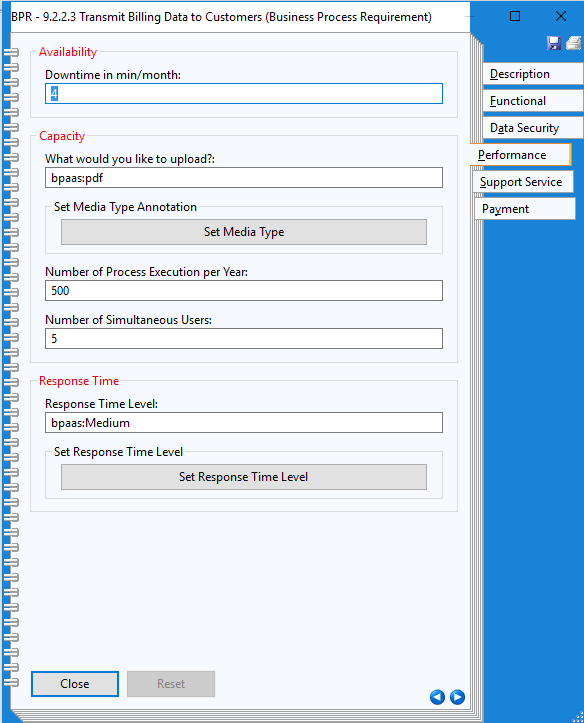 BPR - 9.2.2.3 Transmit Billing Data to Customers (Business Process Requirement)
Availability
Downtime in min/month:
4
Capacity
What would you like to upload?:
bpaas:pdf
Set Media Type Annotation
Set Media Type
Number of Process Execution per Year:
500
Number of Simultaneous Users:
5
Response Time
Response Time Level:
bpaas:Medium
Set Response Time Level
Set Response Time Level
Close
Reset
Description
Functional
Data Security
Performance
Support Service
Payment